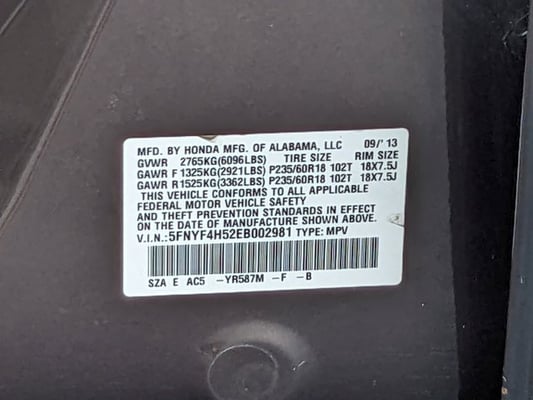 MFD. BY HONDA MFG. OF ALABAMA, LLC 09/'13
GVWR 2765KG(6096LBS) TIRE SIZE RIM SIZE
GAWR F 1325KG(2921LBS) P235/60R18 102T 18X7.5J
GAWR R1525KG(3362LBS) P235/60R18 102T 18X7.5J
THIS VEHICLE CONFORMS TO ALL APPLICABLE
FEDERAL MOTOR VEHICLE SAFETY
AND THEFT PREVENTION STANDARDS IN EFFECT
ON THE DATE OF MANUFACTURE SHOWN ABOVE.
V.I.N.:5FNYF4H52EB002981 TYPE: MPV
SZA E AC5 -YR587M -F -B